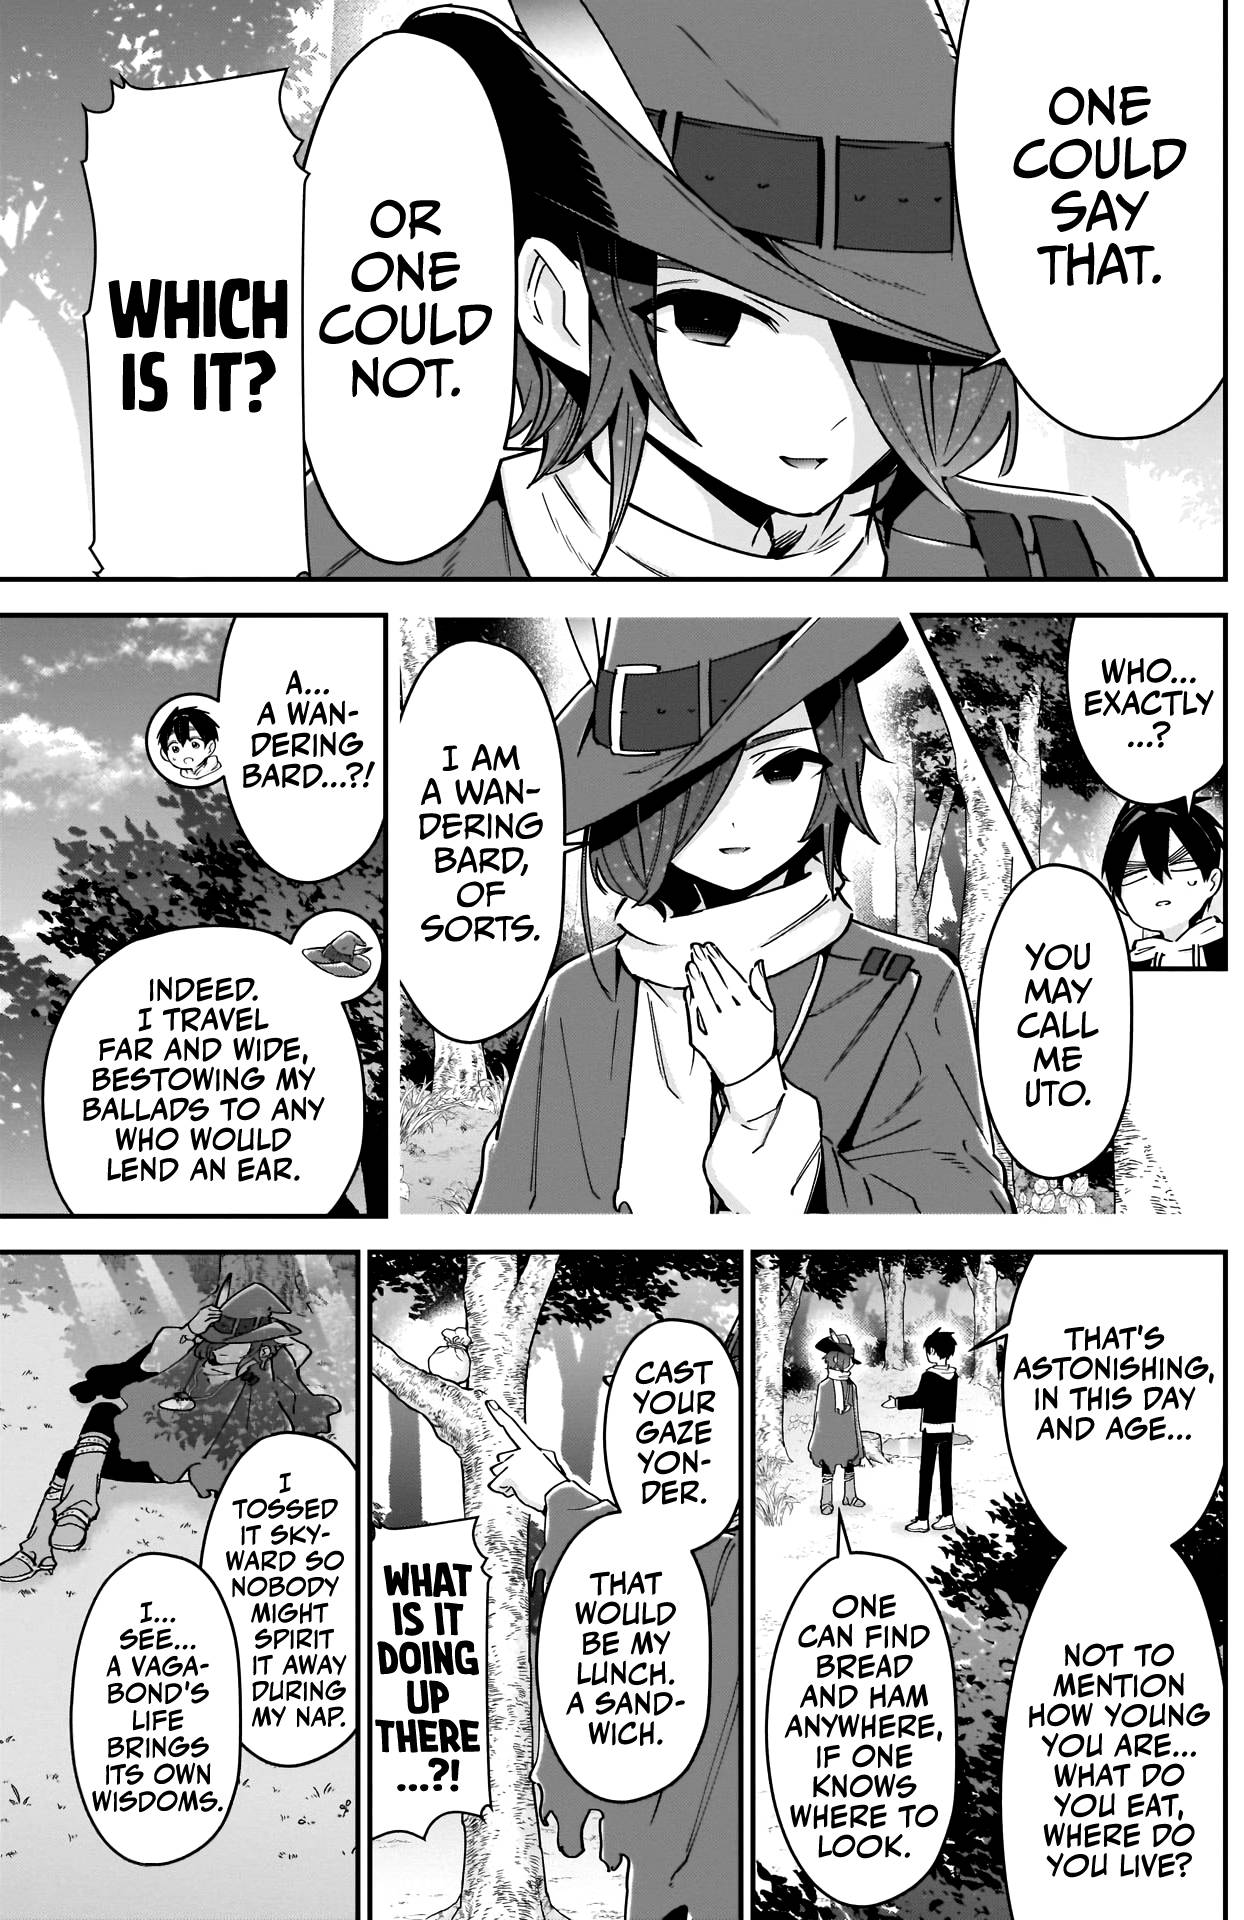 ONE
COULD
SAY
THAT.
OR
ONE
COULD
NOT.
WHICH
IS IT?
WHO...
EXACTLY
...?
YOU
MAY
CALL
ME
UTO.
I AM
A WAN-
DERING
BARD,
OF
SORTS.
A...
A WAN-
DERING
BARD...?!
INDEED.
I TRAVEL
FAR AND WIDE,
BESTOWING MY
BALLADS TO ANY
WHO WOULD
LEND AN EAR.
THAT'S
ASTONISHING,
IN THIS DAY
AND AGE...
NOT TO
MENTION
HOW YOUNG
YOU ARE...
WHAT DO
YOU EAT,
WHERE DO
YOU LIVE?
ONE
CAN FIND
BREAD
AND HAM
ANYWHERE,
IF ONE
KNOWS
WHERE TO
LOOK.
CAST
YOUR
GAZE
YON-
DER.
THAT
WOULD
BE MY
LUNCH.
A SAND-
WICH.
WHAT
IS IT
DOING
UP
THERE
...?!
I
TOSSED
IT SKY-
WARD SO
NOBODY
MIGHT
SPIRIT
IT AWAY
DURING
MY NAP.
I...
SEE...
A VAGA-
BOND'S
LIFE
BRINGS
ITS OWN
WISDOMS.